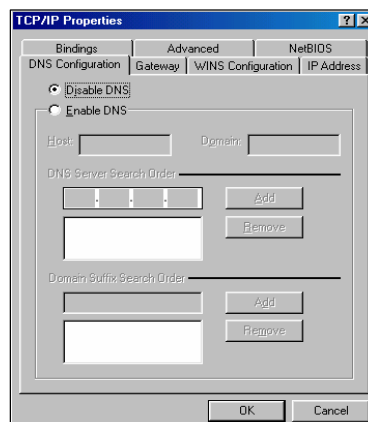 TCP/IP Properties
Bindings Advanced NetBIOS
DNS Configuration Gateway WINS Configuration IP Address
Disable DNS
Enable DNS
Host: Domain:
DNS Server Search Order
Add
Remove
Domain Suffix Search Order
Add
Remove
OK Cancel